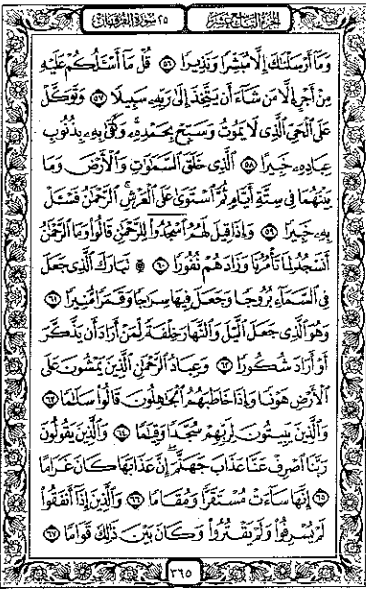 الجزء التاسع عشر ٢٥ سورة الفرقان
وَمَآ أَرْسَلْنَٰكَ إِلَّا مُبَشِّرًا وَنَذِيرًا ۝٥٦ قُلْ مَآ أَسْـَٔلُكُمْ عَلَيْهِ
مِنْ أَجْرٍ إِلَّا مَن شَآءَ أَن يَتَّخِذَ إِلَىٰ رَبِّهِۦ سَبِيلًا ۝٥٧ وَتَوَكَّلْ
عَلَى ٱلْحَىِّ ٱلَّذِى لَا يَمُوتُ وَسَبِّحْ بِحَمْدِهِۦ ۚ وَكَفَىٰ بِهِۦ بِذُنُوبِ
عِبَادِهِۦ خَبِيرًا ۝٥٨ ٱلَّذِى خَلَقَ ٱلسَّمَٰوَٰتِ وَٱلْأَرْضَ وَمَا
بَيْنَهُمَا فِى سِتَّةِ أَيَّامٍ ثُمَّ ٱسْتَوَىٰ عَلَى ٱلْعَرْشِ ۚ ٱلرَّحْمَٰنُ فَسْـَٔلْ
بِهِۦ خَبِيرًا ۝٥٩ وَإِذَا قِيلَ لَهُمُ ٱسْجُدُوا۟ لِلرَّحْمَٰنِ قَالُوا۟ وَمَا ٱلرَّحْمَٰنُ
أَنَسْجُدُ لِمَا تَأْمُرُنَا وَزَادَهُمْ نُفُورًا ۩ ۝٦٠ تَبَارَكَ ٱلَّذِى جَعَلَ
فِى ٱلسَّمَآءِ بُرُوجًا وَجَعَلَ فِيهَا سِرَٰجًا وَقَمَرًا مُّنِيرًا ۝٦١
وَهُوَ ٱلَّذِى جَعَلَ ٱلَّيْلَ وَٱلنَّهَارَ خِلْفَةً لِّمَنْ أَرَادَ أَن يَذَّكَّرَ
أَوْ أَرَادَ شُكُورًا ۝٦٢ وَعِبَادُ ٱلرَّحْمَٰنِ ٱلَّذِينَ يَمْشُونَ عَلَى
ٱلْأَرْضِ هَوْنًا وَإِذَا خَاطَبَهُمُ ٱلْجَٰهِلُونَ قَالُوا۟ سَلَٰمًا ۝٦٣
وَٱلَّذِينَ يَبِيتُونَ لِرَبِّهِمْ سُجَّدًا وَقِيَٰمًا ۝٦٤ وَٱلَّذِينَ يَقُولُونَ
رَبَّنَا ٱصْرِفْ عَنَّا عَذَابَ جَهَنَّمَ ۖ إِنَّ عَذَابَهَا كَانَ غَرَامًا
۝٦٥ إِنَّهَا سَآءَتْ مُسْتَقَرًّا وَمُقَامًا ۝٦٦ وَٱلَّذِينَ إِذَآ أَنفَقُوا۟
لَمْ يُسْرِفُوا۟ وَلَمْ يَقْتُرُوا۟ وَكَانَ بَيْنَ ذَٰلِكَ قَوَامًا ۝٦٧
٣٦٥